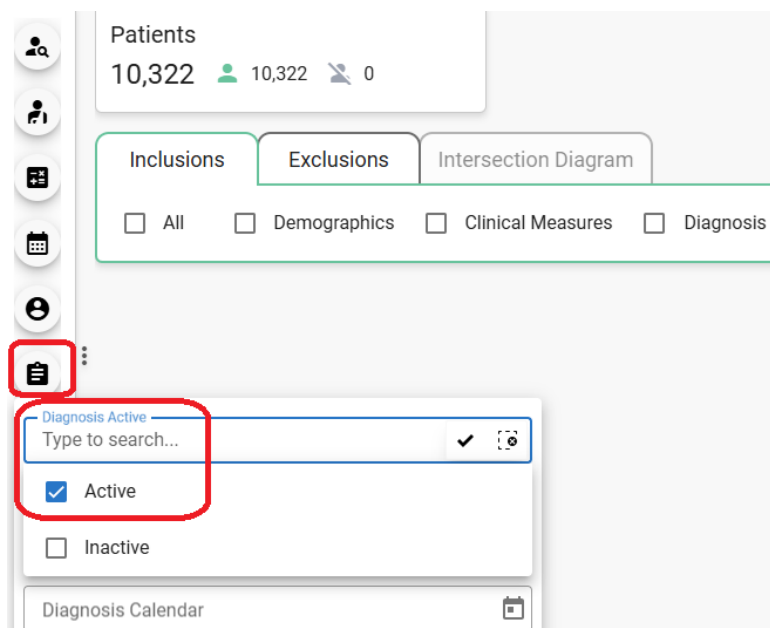 Patients
10,322 10,322 0
Inclusions Exclusions Intersection Diagram
All Demographics Clinical Measures Diagnosis
Diagnosis Active
Type to search...
Active
Inactive
Diagnosis Calendar